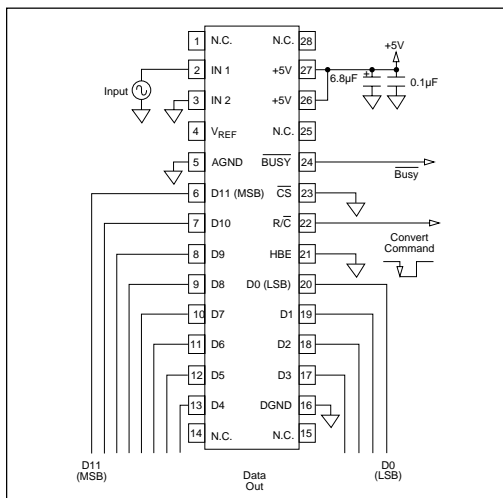 +5V
1 N.C. N.C. 28
2 IN 1 +5V 27 6.8µF + 0.1µF
Input
3 IN 2 +5V 26
4 VREF N.C. 25
5 AGND BUSY 24
Busy
6 D11 (MSB) CS 23
7 D10 R/C 22
Convert
Command
8 D9 HBE 21
9 D8 D0 (LSB) 20
10 D7 D1 19
11 D6 D2 18
12 D5 D3 17
13 D4 DGND 16
14 N.C. N.C. 15
D11
(MSB)
Data
Out
D0
(LSB)